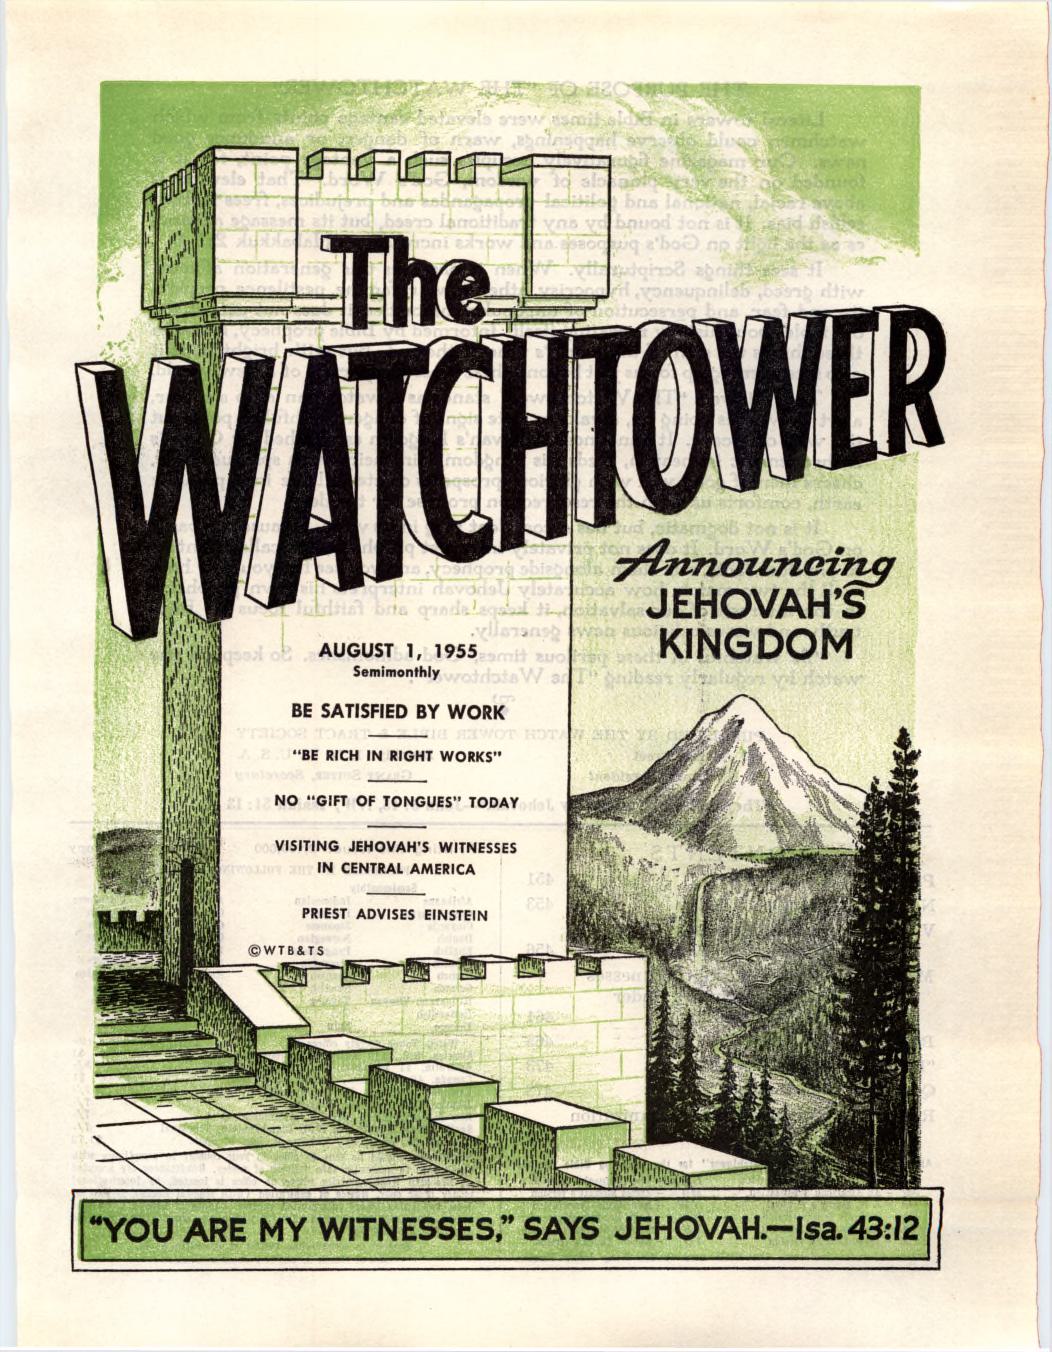 The
WATCHTOWER
Announcing
JEHOVAH'S
KINGDOM
AUGUST 1, 1955
Semimonthly
BE SATISFIED BY WORK
“BE RICH IN RIGHT WORKS”
NO “GIFT OF TONGUES” TODAY
VISITING JEHOVAH'S WITNESSES
IN CENTRAL AMERICA
PRIEST ADVISES EINSTEIN
©WTB&TS
“YOU ARE MY WITNESSES,” SAYS JEHOVAH.—Isa. 43:12